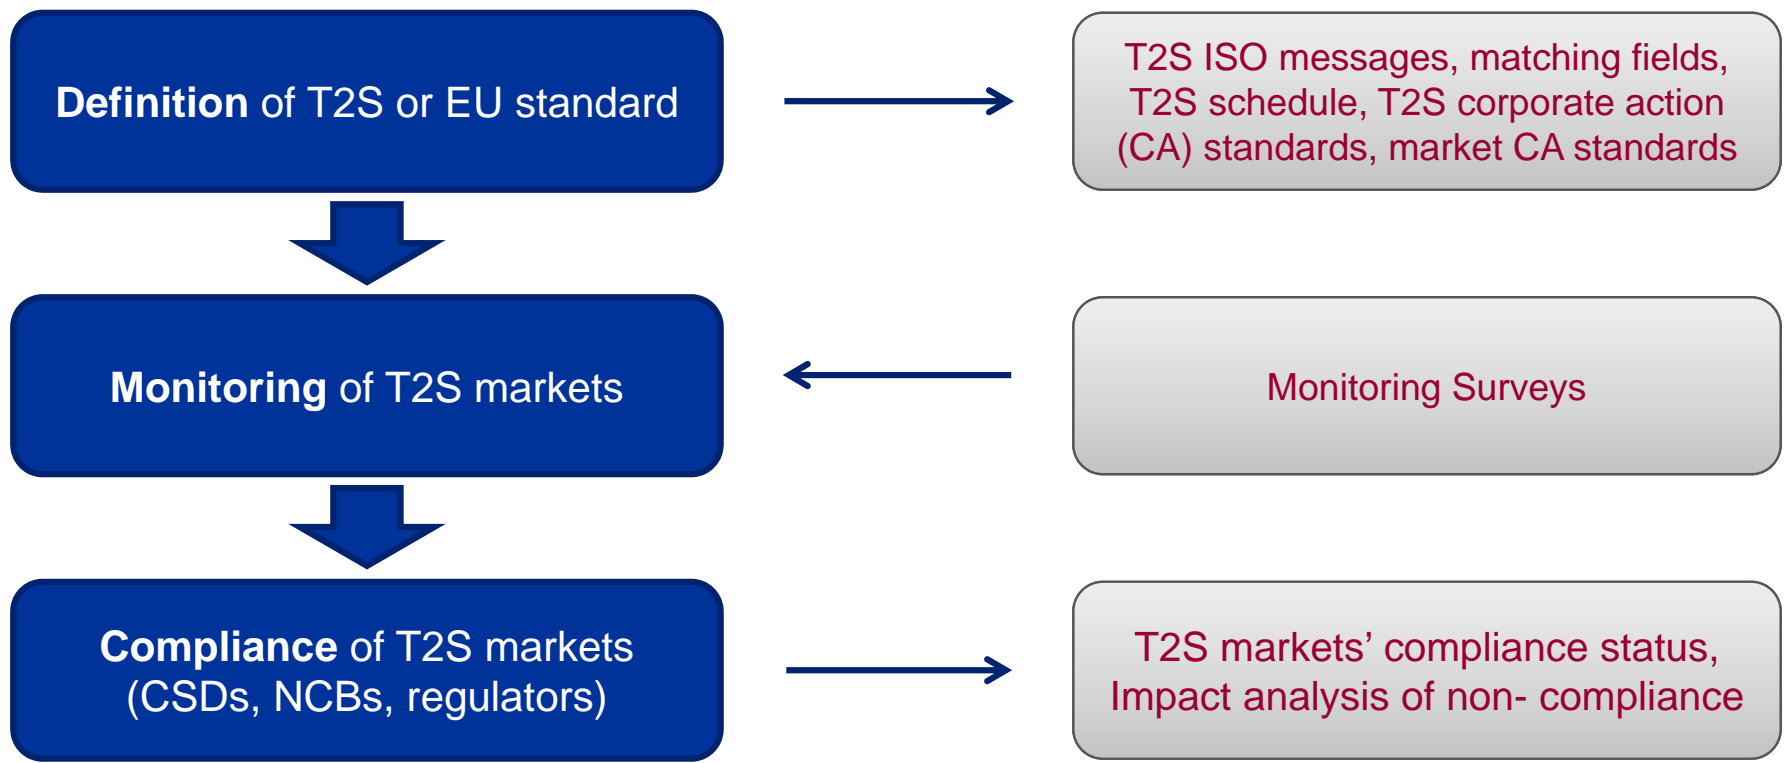 Definition of T2S or EU standard
T2S ISO messages, matching fields,
T2S schedule, T2S corporate action
(CA) standards, market CA standards
Monitoring of T2S markets
Monitoring Surveys
Compliance of T2S markets
(CSDs, NCBs, regulators)
T2S markets’ compliance status,
Impact analysis of non- compliance